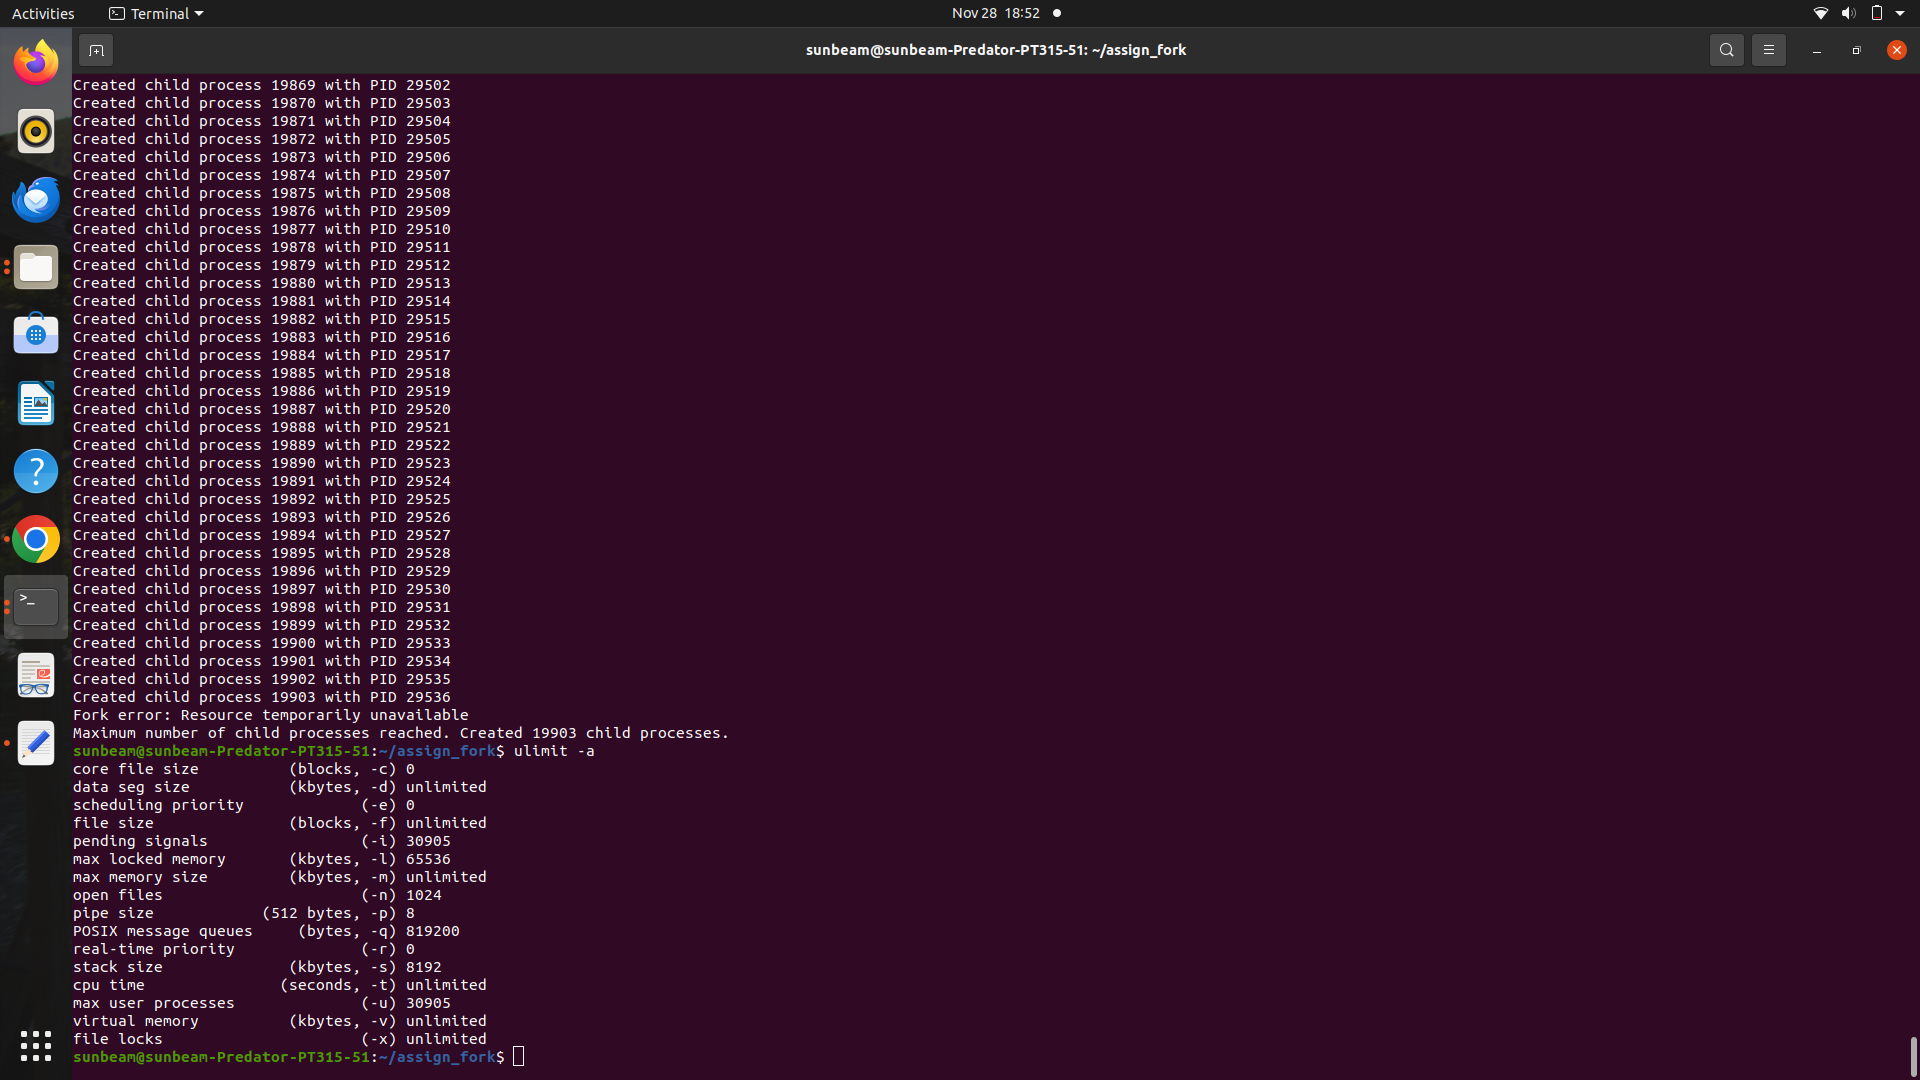 Activities
Terminal
Nov 28 18:52
sunbeam@sunbeam-Predator-PT315-51: ~/assign_fork
Created child process 19869 with PID 29502
Created child process 19870 with PID 29503
Created child process 19871 with PID 29504
Created child process 19872 with PID 29505
Created child process 19873 with PID 29506
Created child process 19874 with PID 29507
Created child process 19875 with PID 29508
Created child process 19876 with PID 29509
Created child process 19877 with PID 29510
Created child process 19878 with PID 29511
Created child process 19879 with PID 29512
Created child process 19880 with PID 29513
Created child process 19881 with PID 29514
Created child process 19882 with PID 29515
Created child process 19883 with PID 29516
Created child process 19884 with PID 29517
Created child process 19885 with PID 29518
Created child process 19886 with PID 29519
Created child process 19887 with PID 29520
Created child process 19888 with PID 29521
Created child process 19889 with PID 29522
Created child process 19890 with PID 29523
Created child process 19891 with PID 29524
Created child process 19892 with PID 29525
Created child process 19893 with PID 29526
Created child process 19894 with PID 29527
Created child process 19895 with PID 29528
Created child process 19896 with PID 29529
Created child process 19897 with PID 29530
Created child process 19898 with PID 29531
Created child process 19899 with PID 29532
Created child process 19900 with PID 29533
Created child process 19901 with PID 29534
Created child process 19902 with PID 29535
Created child process 19903 with PID 29536
Fork error: Resource temporarily unavailable
Maximum number of child processes reached. Created 19903 child processes.
sunbeam@sunbeam-Predator-PT315-51:~/assign_fork$ ulimit -a
core file size          (blocks, -c) 0
data seg size           (kbytes, -d) unlimited
scheduling priority             (-e) 0
file size               (blocks, -f) unlimited
pending signals                 (-i) 30905
max locked memory       (kbytes, -l) 65536
max memory size         (kbytes, -m) unlimited
open files                      (-n) 1024
pipe size            (512 bytes, -p) 8
POSIX message queues     (bytes, -q) 819200
real-time priority              (-r) 0
stack size              (kbytes, -s) 8192
cpu time               (seconds, -t) unlimited
max user processes              (-u) 30905
virtual memory          (kbytes, -v) unlimited
file locks                      (-x) unlimited
sunbeam@sunbeam-Predator-PT315-51:~/assign_fork$